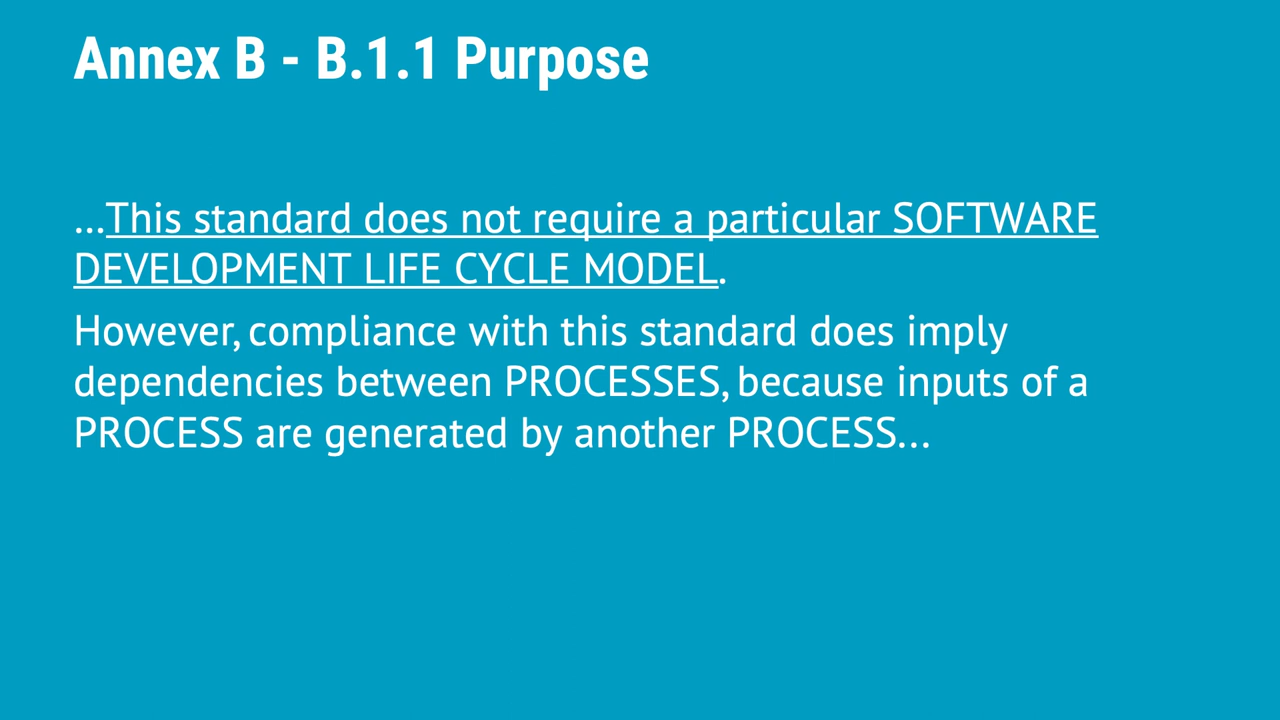 Annex B - B.1.1 Purpose
...This standard does not require a particular SOFTWARE
DEVELOPMENT LIFE CYCLE MODEL.
However, compliance with this standard does imply
dependencies between PROCESSES, because inputs of a
PROCESS are generated by another PROCESS...